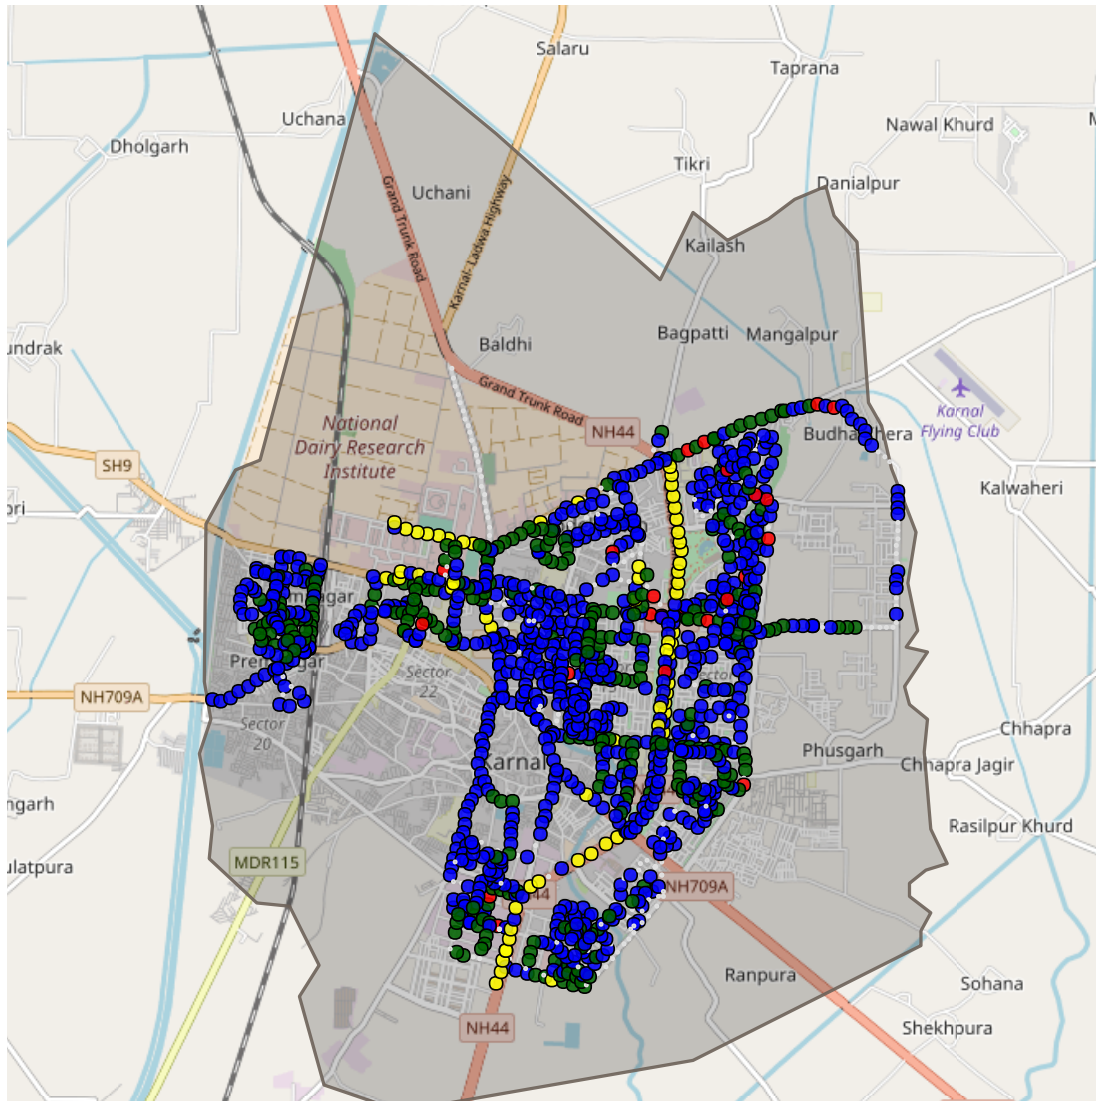 Salaru
Taprana
Uchana
Nawal Khurd
Dholgarh
Tikri
Danialpur
Uchani
Grand Trunk Road
Karnal- Ladwa Highway
Kailash
Bagpatti
Mangalpur
Baldhi
undrak
Grand Trunk Road
Karnal
Flying Club
National
Dairy Research
Institute
NH44
SH9
Kalwaheri
Sector
22
NH709A
Sector
20
Chhapra
Phusgarh
Chhapra Jagir
Karnal
ngarh
Rasilpur Khurd
MDR115
ulatpura
NH709A
Ranpura
Sohana
NH44
Shekhpura